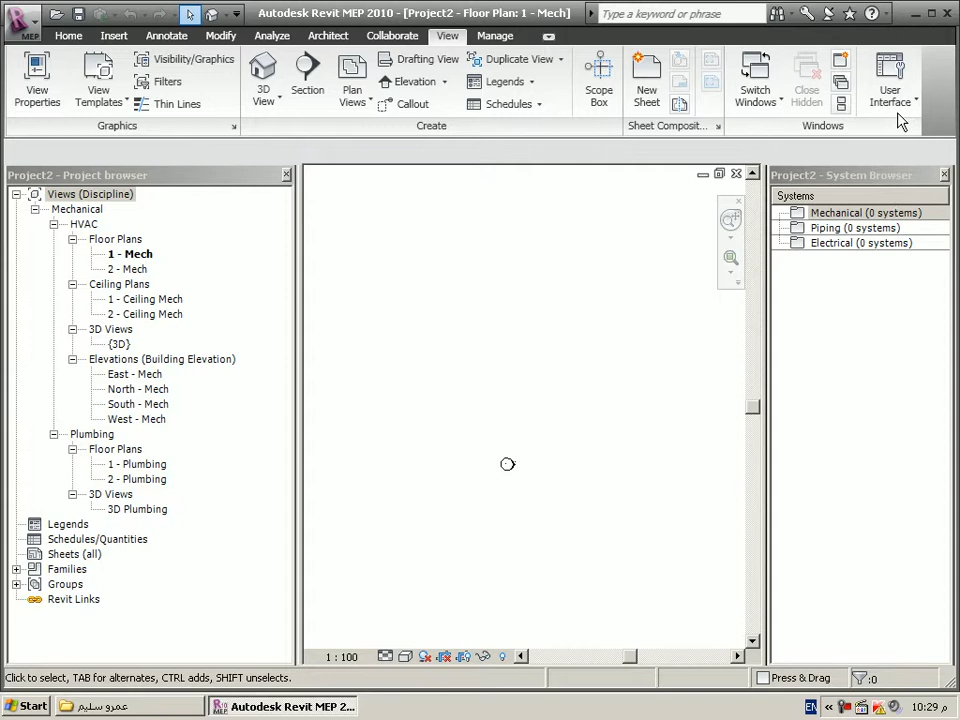 Autodesk Revit MEP 2010 - [Project2 - Floor Plan: 1 - Mech]
Type a keyword or phrase
MEP
Home Insert Annotate Modify Analyze Architect Collaborate View Manage
View Properties
View Templates
Visibility/Graphics
Filters
Thin Lines
Graphics
3D View
Section
Plan Views
Drafting View
Elevation
Callout
Duplicate View
Legends
Schedules
Create
Scope Box
New Sheet
Sheet Composit...
Switch Windows
Close Hidden
User Interface
Windows
Project2 - Project browser
Views (Discipline)
Mechanical
HVAC
Floor Plans
1 - Mech
2 - Mech
Ceiling Plans
1 - Ceiling Mech
2 - Ceiling Mech
3D Views
{3D}
Elevations (Building Elevation)
East - Mech
North - Mech
South - Mech
West - Mech
Plumbing
Floor Plans
1 - Plumbing
2 - Plumbing
3D Views
3D Plumbing
Legends
Schedules/Quantities
Sheets (all)
Families
Groups
Revit Links
Project2 - System Browser
Systems
Mechanical (0 systems)
Piping (0 systems)
Electrical (0 systems)
1 : 100
Click to select, TAB for alternates, CTRL adds, SHIFT unselects.
Press & Drag
:0
Start
عمرو سليم
Autodesk Revit MEP 2...
EN
10:29 م